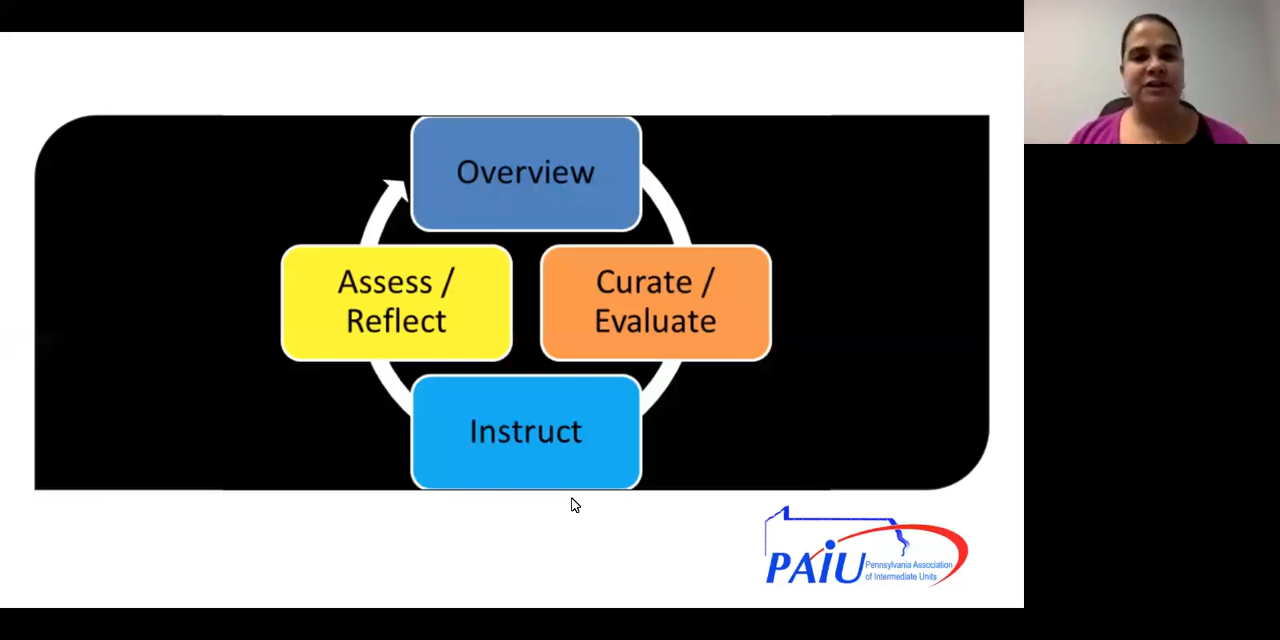 Overview
Assess /
Reflect
Curate /
Evaluate
Instruct
PAIU
Pennsylvania Association
of Intermediate Units